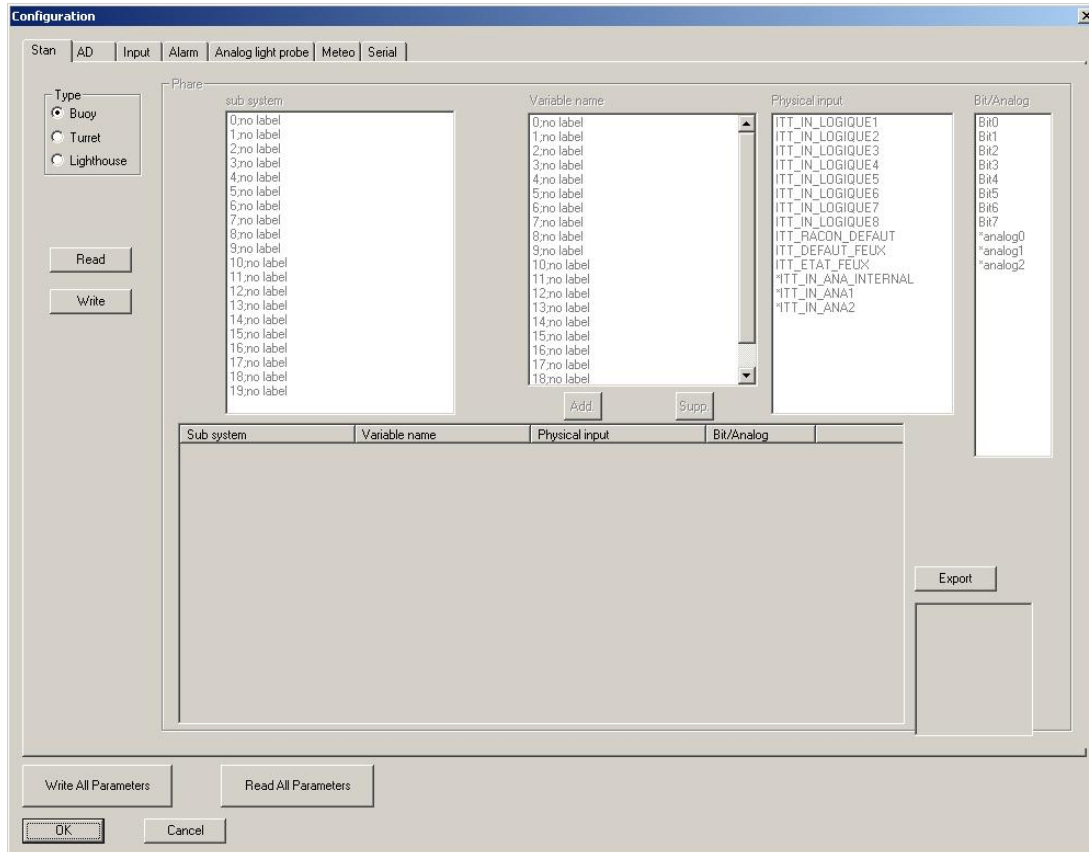 Configuration
Stan AD Input Alarm Analog light probe Meteo Serial
Type
Buoy
Turret
Lighthouse
Read
Write
Phare
sub system
0;no label
1;no label
2;no label
3;no label
4;no label
5;no label
6;no label
7;no label
8;no label
9;no label
10;no label
11;no label
12;no label
13;no label
14;no label
15;no label
16;no label
17;no label
18;no label
19;no label
Variable name
0;no label
1;no label
2;no label
3;no label
4;no label
5;no label
6;no label
7;no label
8;no label
9;no label
10;no label
11;no label
12;no label
13;no label
14;no label
15;no label
16;no label
17;no label
18;no label
Add.
Supp.
Physical input
ITT_IN_LOGIQUE1
ITT_IN_LOGIQUE2
ITT_IN_LOGIQUE3
ITT_IN_LOGIQUE4
ITT_IN_LOGIQUE5
ITT_IN_LOGIQUE6
ITT_IN_LOGIQUE7
ITT_IN_LOGIQUE8
ITT_RACON_DEFAUT
ITT_DEFAUT_FEUX
ITT_ETAT_FEUX
*ITT_IN_ANA_INTERNAL
*ITT_IN_ANA1
*ITT_IN_ANA2
Bit/Analog
Bit0
Bit1
Bit2
Bit3
Bit4
Bit5
Bit6
Bit7
*analog0
*analog1
*analog2
Sub system Variable name Physical input Bit/Analog
Export
Write All Parameters Read All Parameters
OK Cancel